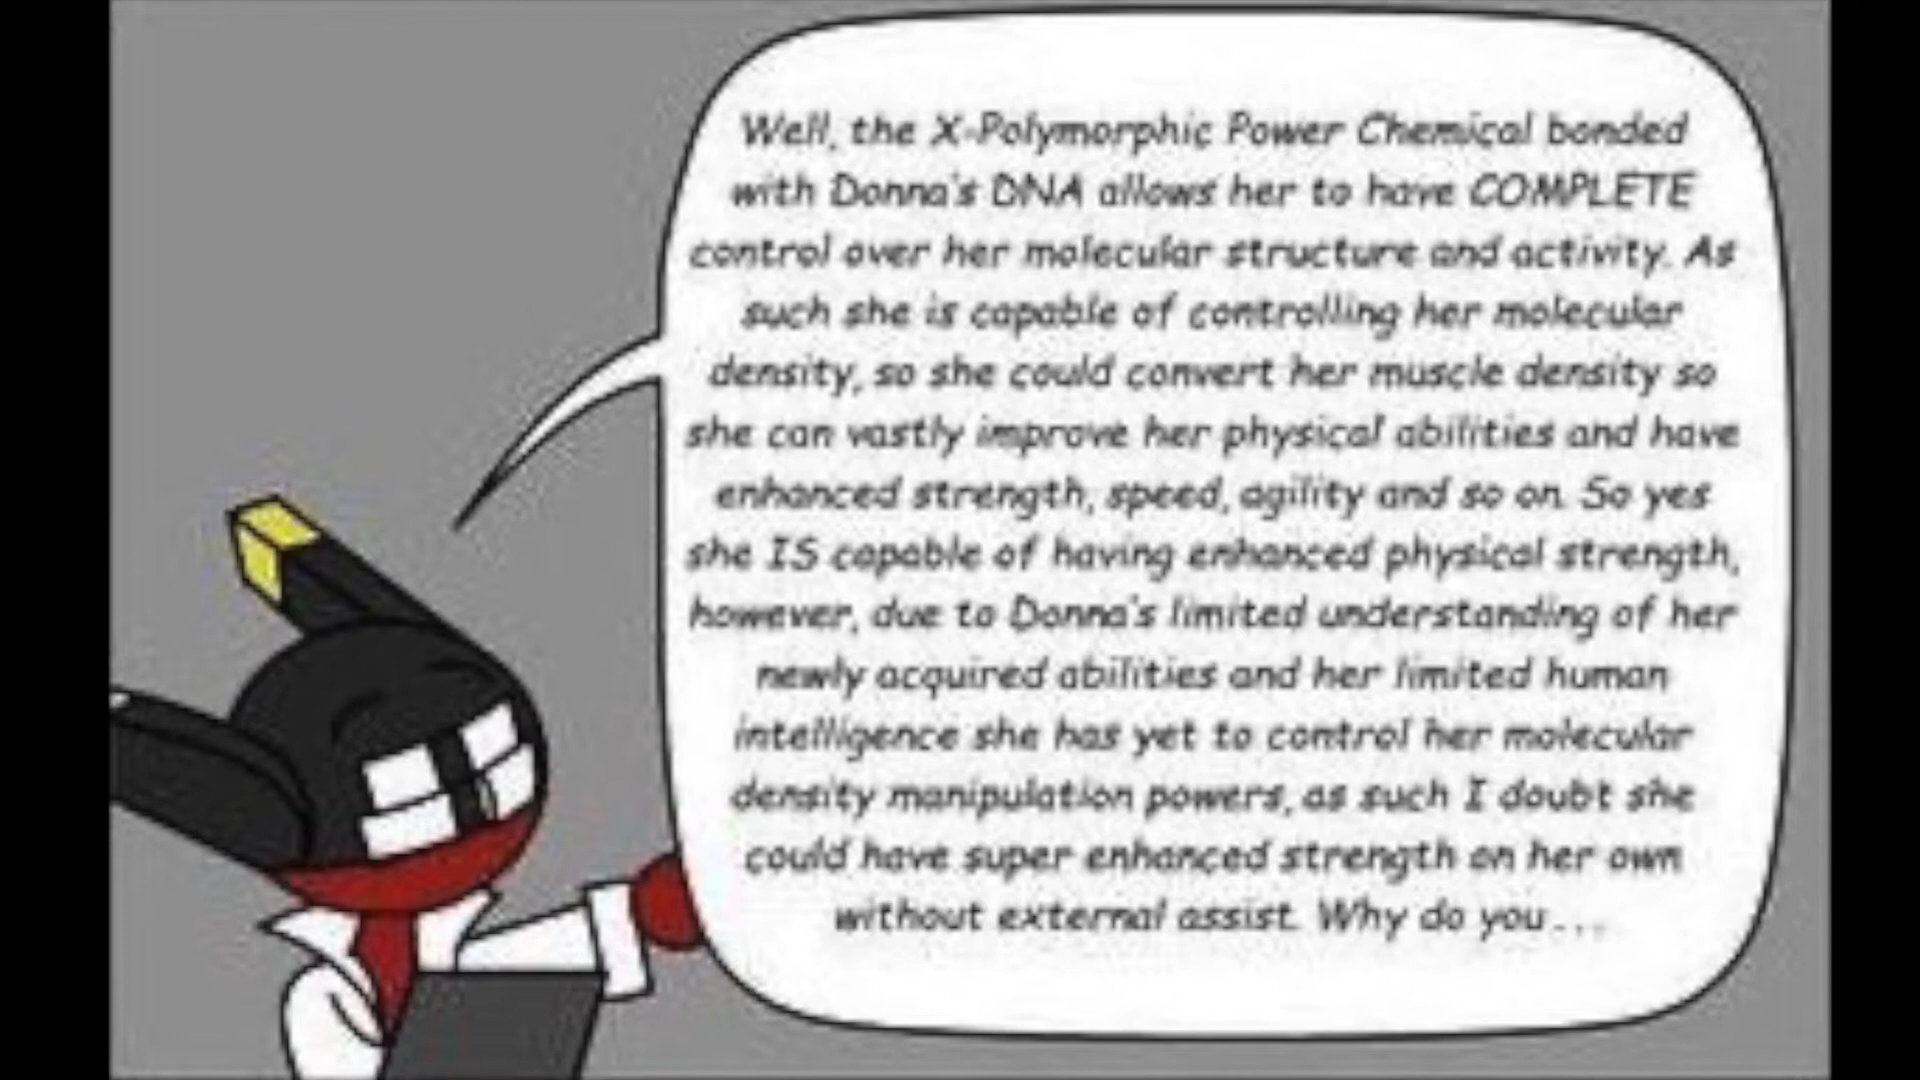 Well, the X-Polymorphic Power Chemical bonded
with Donna's DNA allows her to have COMPLETE
control over her molecular structure and activity. As
such she is capable of controlling her molecular
density, so she could convert her muscle density so
she can vastly improve her physical abilities and have
enhanced strength, speed, agility and so on. So yes
she IS capable of having enhanced physical strength,
however, due to Donna's limited understanding of her
newly acquired abilities and her limited human
intelligence she has yet to control her molecular
density manipulation powers, as such I doubt she
could have super enhanced strength on her own
without external assist. Why do you...